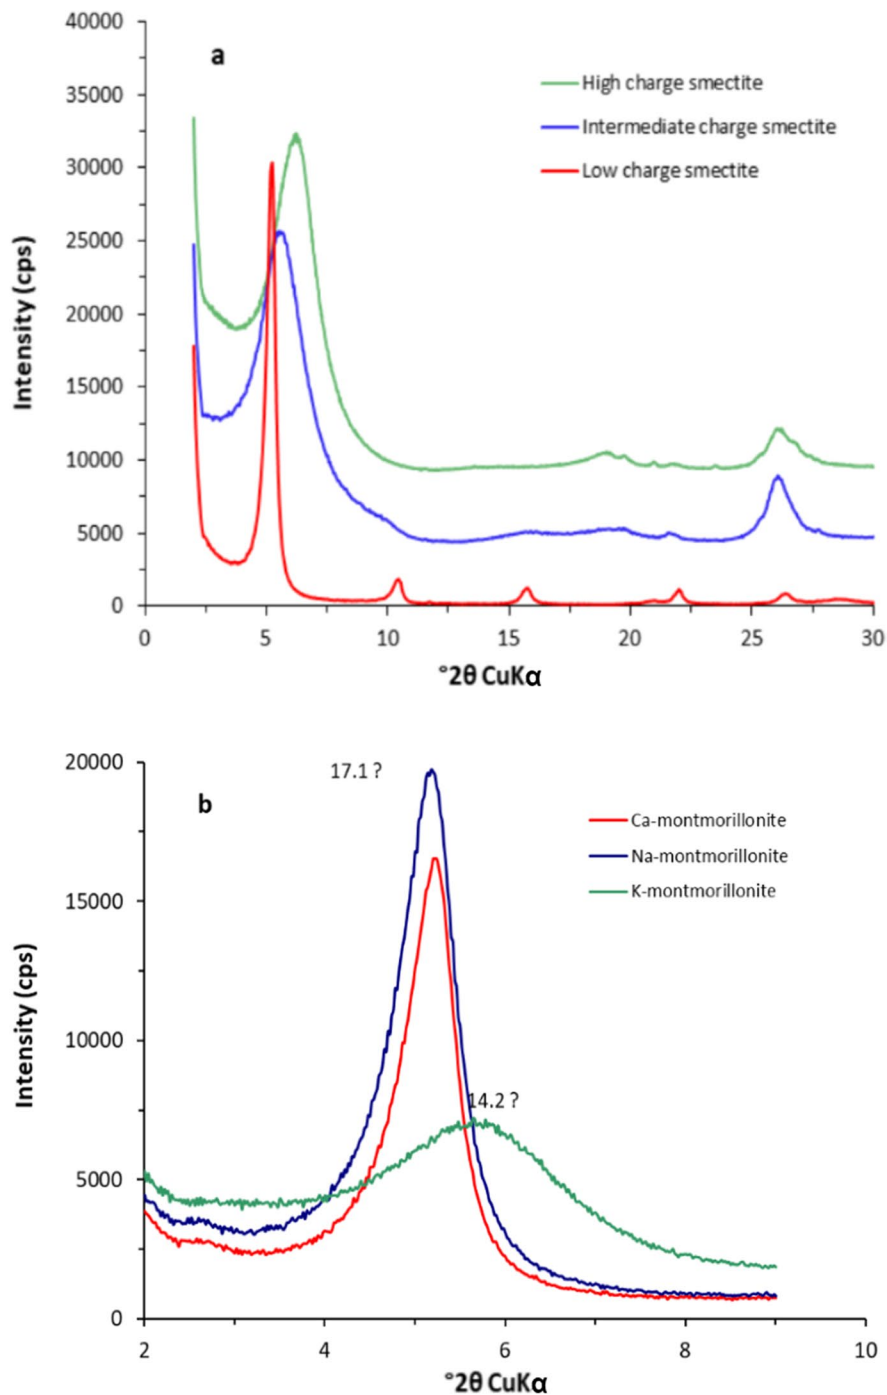 40000
a
35000
High charge smectite
30000
Intermediate charge smectite
Low charge smectite
25000
20000
15000
10000
5000
0
Intensity (cps)
0 5 10 15 20 25 30
°2θ CuKα
20000
17.1 ?
b
Ca-montmorillonite
Na-montmorillonite
K-montmorillonite
15000
10000
14.2 ?
5000
0
Intensity (cps)
2 4 6 8 10
°2θ CuKα